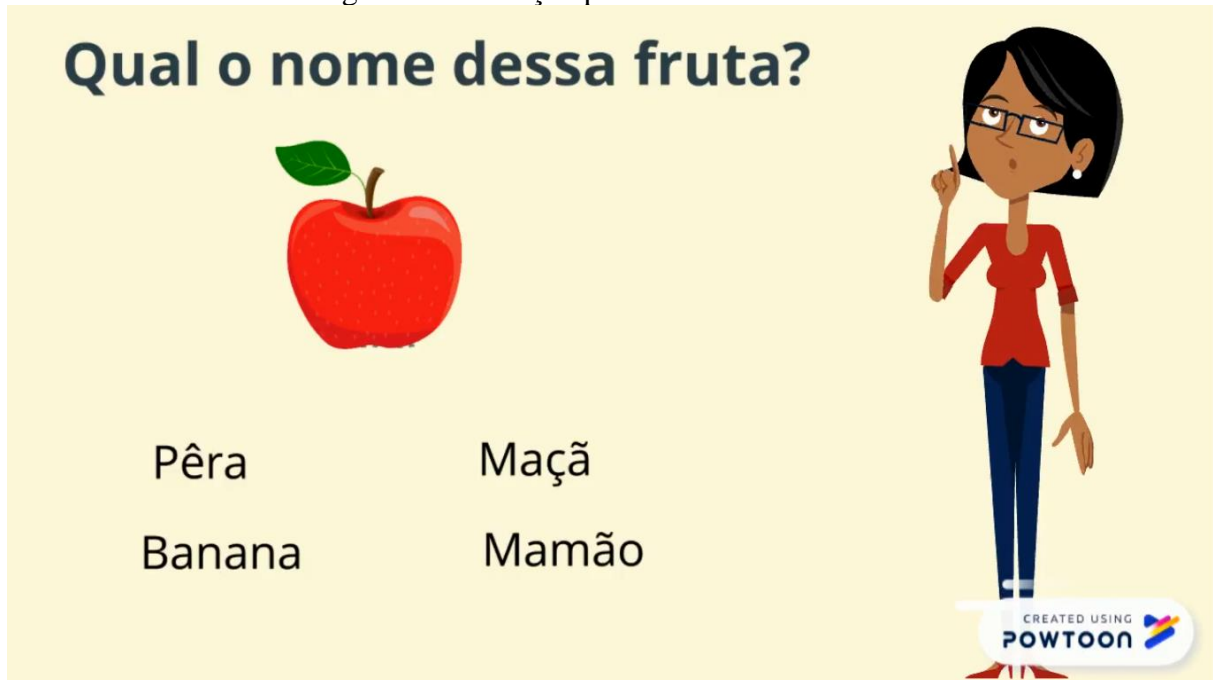 Qual o nome dessa fruta?
Pêra
Maçã
Banana
Mamão
CREATED USING
POWTOON